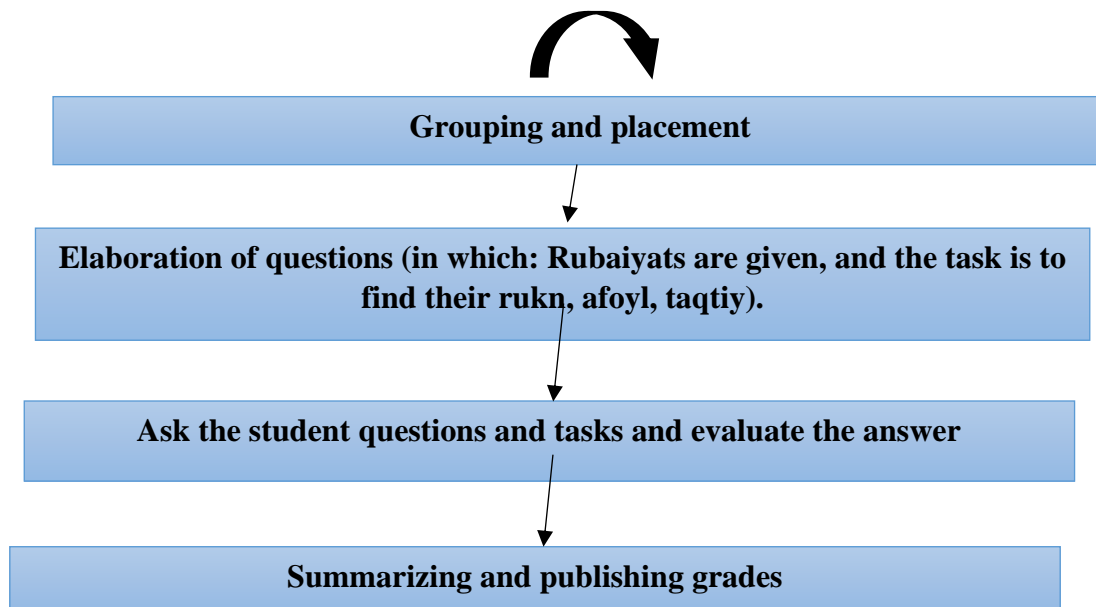 Grouping and placement
Elaboration of questions (in which: Rubaiyats are given, and the task is to
find their rukn, afoyl, taqtiy).
Ask the student questions and tasks and evaluate the answer
Summarizing and publishing grades